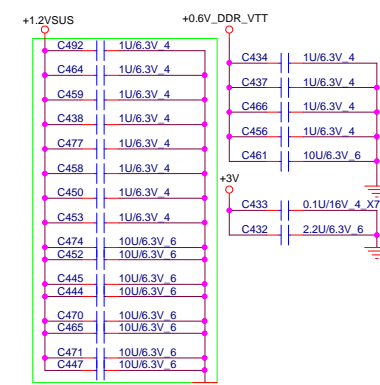 +1.2VSUS
C492 1U/6.3V_4
C464 1U/6.3V_4
C459 1U/6.3V_4
C438 1U/6.3V_4
C477 1U/6.3V_4
C458 1U/6.3V_4
C450 1U/6.3V_4
C453 1U/6.3V_4
C474 10U/6.3V_6
C452 10U/6.3V_6
C445 10U/6.3V_6
C444 10U/6.3V_6
C470 10U/6.3V_6
C465 10U/6.3V_6
C471 10U/6.3V_6
C447 10U/6.3V_6
+0.6V_DDR_VTT
C434 1U/6.3V_4
C437 1U/6.3V_4
C466 1U/6.3V_4
C456 1U/6.3V_4
C461 10U/6.3V_6
+3V
C433 0.1U/16V_4_X7
C432 2.2U/6.3V_6